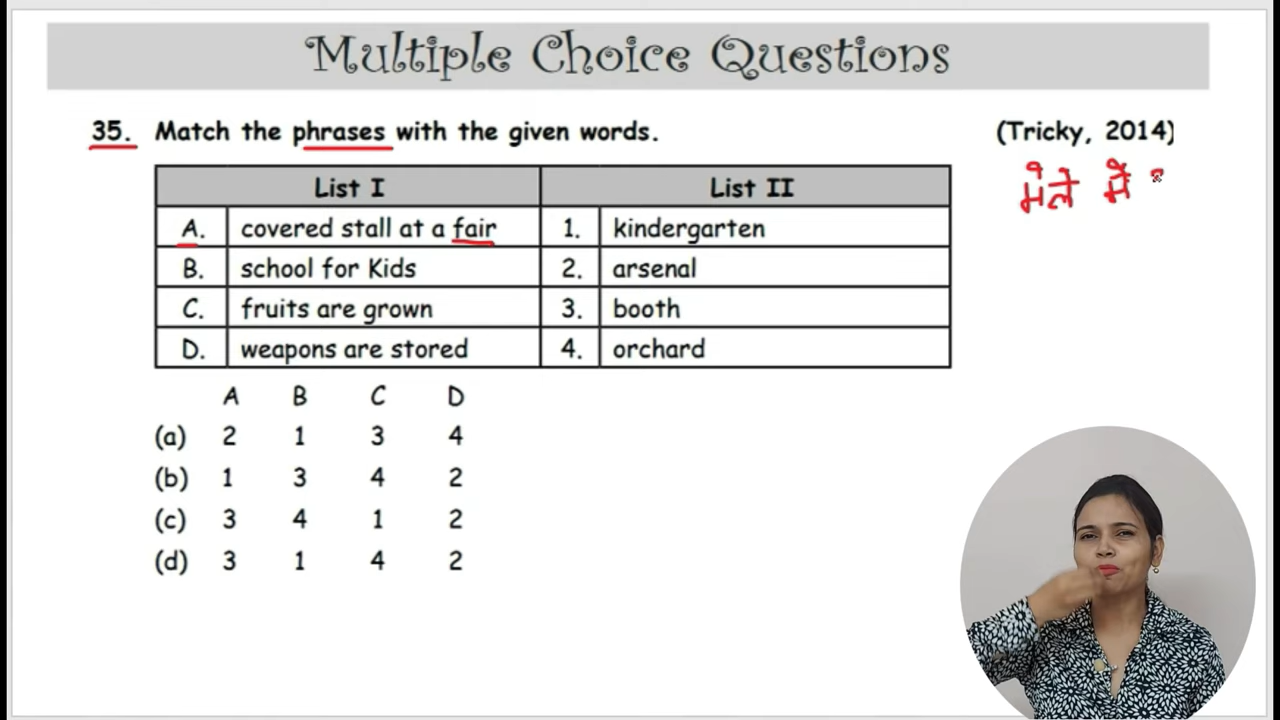 Multiple Choice Questions
35. Match the phrases with the given words. (Tricky, 2014)
List I List II
A. covered stall at a fair 1. kindergarten
B. school for Kids 2. arsenal
C. fruits are grown 3. booth
D. weapons are stored 4. orchard
A B C D
(a) 2 1 3 4
(b) 1 3 4 2
(c) 3 4 1 2
(d) 3 1 4 2